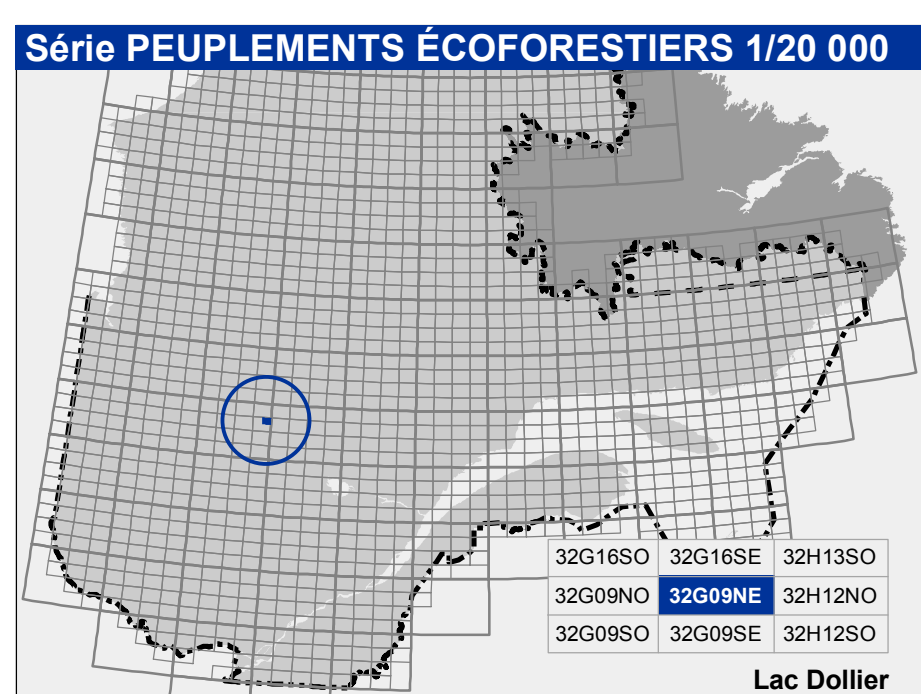 Série PEUPLEMENTS ÉCOFORESTIERS 1/20 000
32G16SO 32G16SE 32H13SO
32G09NO 32G09NE 32H12NO
32G09SO 32G09SE 32H12SO
Lac Dollier